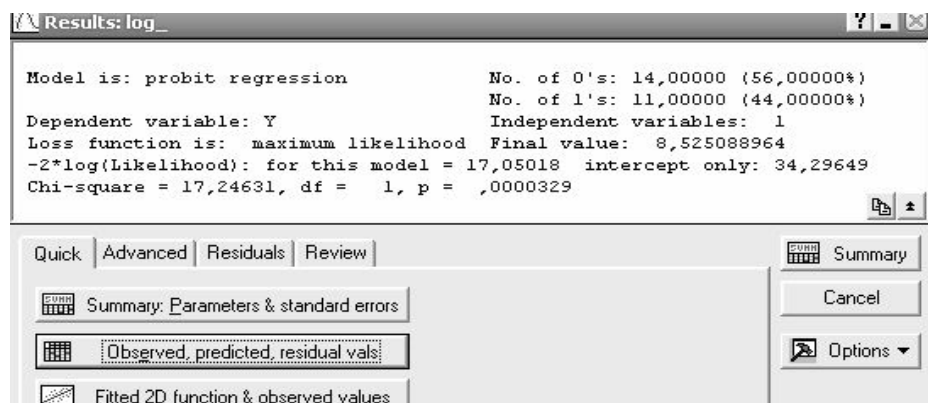 Results: log_
Model is: probit regression No. of 0's: 14,00000 (56,00000%)
No. of 1's: 11,00000 (44,00000%)
Dependent variable: Y Independent variables: 1
Loss function is: maximum likelihood Final value: 8,525088964
-2*log(Likelihood): for this model = 17,05018 intercept only: 34,29649
Chi-square = 17,24631, df = 1, p = ,0000329
Quick Advanced Residuals Review
Summary
Summary: Parameters & standard errors
Cancel
Observed, predicted, residual vals
Options
Fitted 2D function & observed values